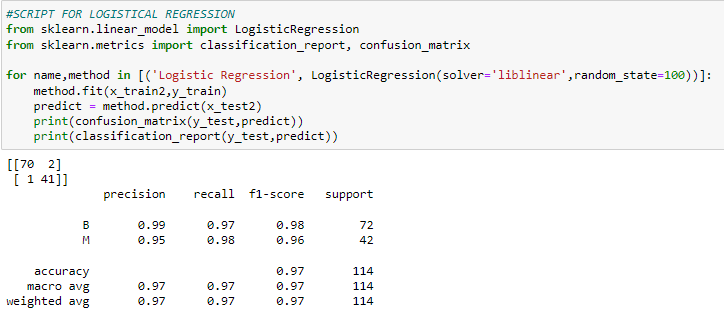 #SCRIPT FOR LOGISTICAL REGRESSION
from sklearn.linear_model import LogisticRegression
from sklearn.metrics import classification_report, confusion_matrix

for name,method in [('Logistic Regression', LogisticRegression(solver='liblinear',random_state=100))]:
    method.fit(x_train2,y_train)
    predict = method.predict(x_test2)
    print(confusion_matrix(y_test,predict))
    print(classification_report(y_test,predict))
[[70  2]
 [ 1 41]]
              precision    recall  f1-score   support

           B       0.99      0.97      0.98        72
           M       0.95      0.98      0.96        42

    accuracy                           0.97       114
   macro avg       0.97      0.97      0.97       114
weighted avg       0.97      0.97      0.97       114